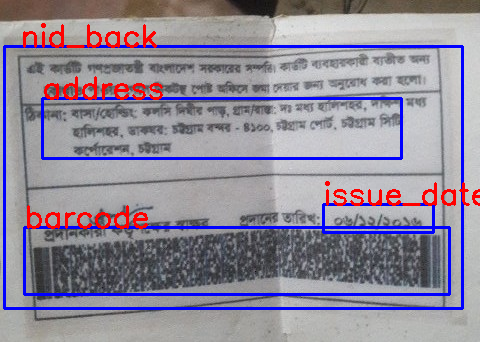 nid_back
এই কার্ডটি গণপ্রজাতন্ত্রী বাংলাদেশ সরকারের সম্পত্তি। কার্ডটি ব্যবহারকারী ব্যতীত অন্য
পোষ্ট অফিসে জমা দেয়ার জন্য অনুরোধ করা হলো।
address
ঠিকানা: বাসা/হোল্ডিং: কলসি দিঘীর পাড়, গ্রাম/রাস্তা: দঃ মধ্য হালিশহর, দক্ষিণ মধ্য
হালিশহর, ডাকঘর: চট্টগ্রাম বন্দর - ৪১০০, চট্টগ্রাম পোর্ট, চট্টগ্রাম সিটি
কর্পোরেশন, চট্টগ্রাম
issue_date
barcode
প্রদানকারী কর্তৃপক্ষের স্বাক্ষর প্রদানের তারিখ: ০৬/১২/২০১৬